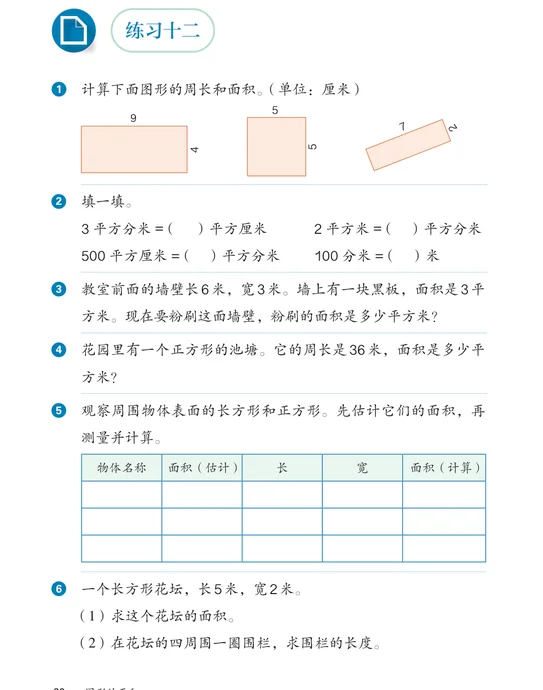 练习十二
1 计算下面图形的周长和面积。（单位：厘米）
9
4
5
5
7
2
2 填一填。
3 平方分米 =（ ）平方厘米 2 平方米 =（ ）平方分米
500 平方厘米 =（ ）平方分米 100 分米 =（ ）米
3 教室前面的墙壁长 6 米，宽 3 米。墙上有一块黑板，面积是 3 平
方米。现在要粉刷这面墙壁，粉刷的面积是多少平方米？
4 花园里有一个正方形的池塘。它的周长是 36 米，面积是多少平
方米？
5 观察周围物体表面的长方形和正方形。先估计它们的面积，再
测量并计算。
物体名称 面积（估计） 长 宽 面积（计算）
6 一个长方形花坛，长 5 米，宽 2 米。
（1）求这个花坛的面积。
（2）在花坛的四周围一圈围栏，求围栏的长度。